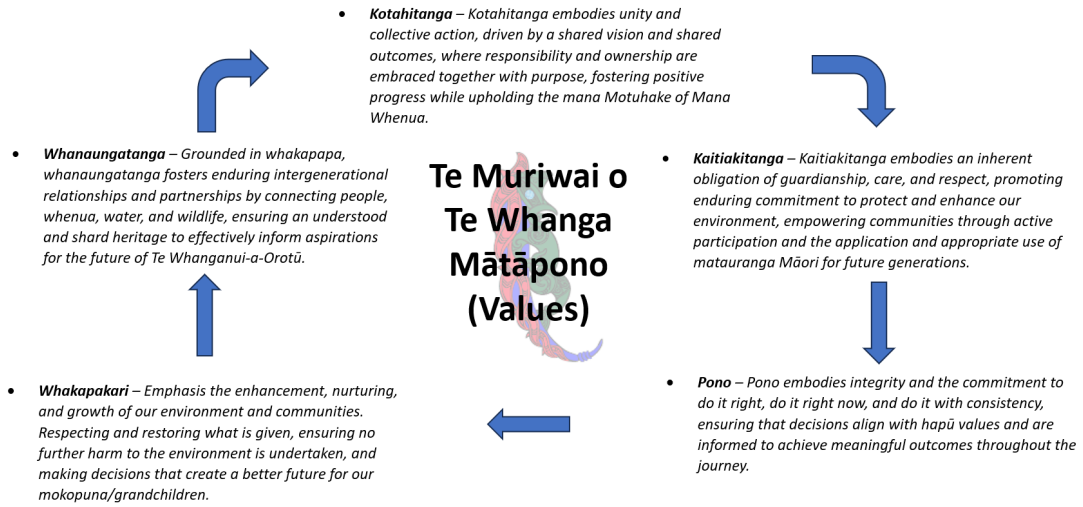 • Kotahitanga – Kotahitanga embodies unity and
collective action, driven by a shared vision and shared
outcomes, where responsibility and ownership are
embraced together with purpose, fostering positive
progress while upholding the mana Motuhake of Mana
Whenua.
• Whanaungatanga – Grounded in whakapapa,
whanaungatanga fosters enduring intergenerational
relationships and partnerships by connecting people,
whenua, water, and wildlife, ensuring an understood
and shard heritage to effectively inform aspirations
for the future of Te Whanganui-a-Orotū.
Te Muriwai o
Te Whanga
Mātāpono
(Values)
• Kaitiakitanga – Kaitiakitanga embodies an inherent
obligation of guardianship, care, and respect, promoting
enduring commitment to protect and enhance our
environment, empowering communities through active
participation and the application and appropriate use of
matauranga Māori for future generations.
• Whakapakari – Emphasis the enhancement, nurturing,
and growth of our environment and communities.
Respecting and restoring what is given, ensuring no
further harm to the environment is undertaken, and
making decisions that create a better future for our
mokopuna/grandchildren.
• Pono – Pono embodies integrity and the commitment to
do it right, do it right now, and do it with consistency,
ensuring that decisions align with hapū values and are
informed to achieve meaningful outcomes throughout the
journey.